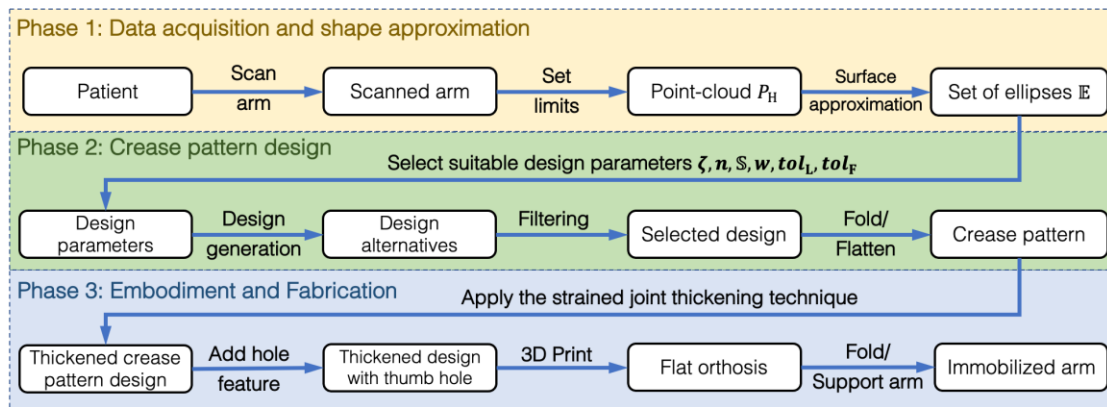 Phase 1: Data acquisition and shape approximation
Patient
Scan
arm
Scanned arm
Set
limits
Point-cloud P_H
Surface
approximation
Set of ellipses 𝔼
Phase 2: Crease pattern design
Select suitable design parameters ζ, n, 𝕊, w, tol_L, tol_F
Design
parameters
Design
generation
Design
alternatives
Filtering
Selected design
Fold/
Flatten
Crease pattern
Phase 3: Embodiment and Fabrication
Apply the strained joint thickening technique
Thickened crease
pattern design
Add hole
feature
Thickened design
with thumb hole
3D Print
Flat orthosis
Fold/
Support arm
Immobilized arm